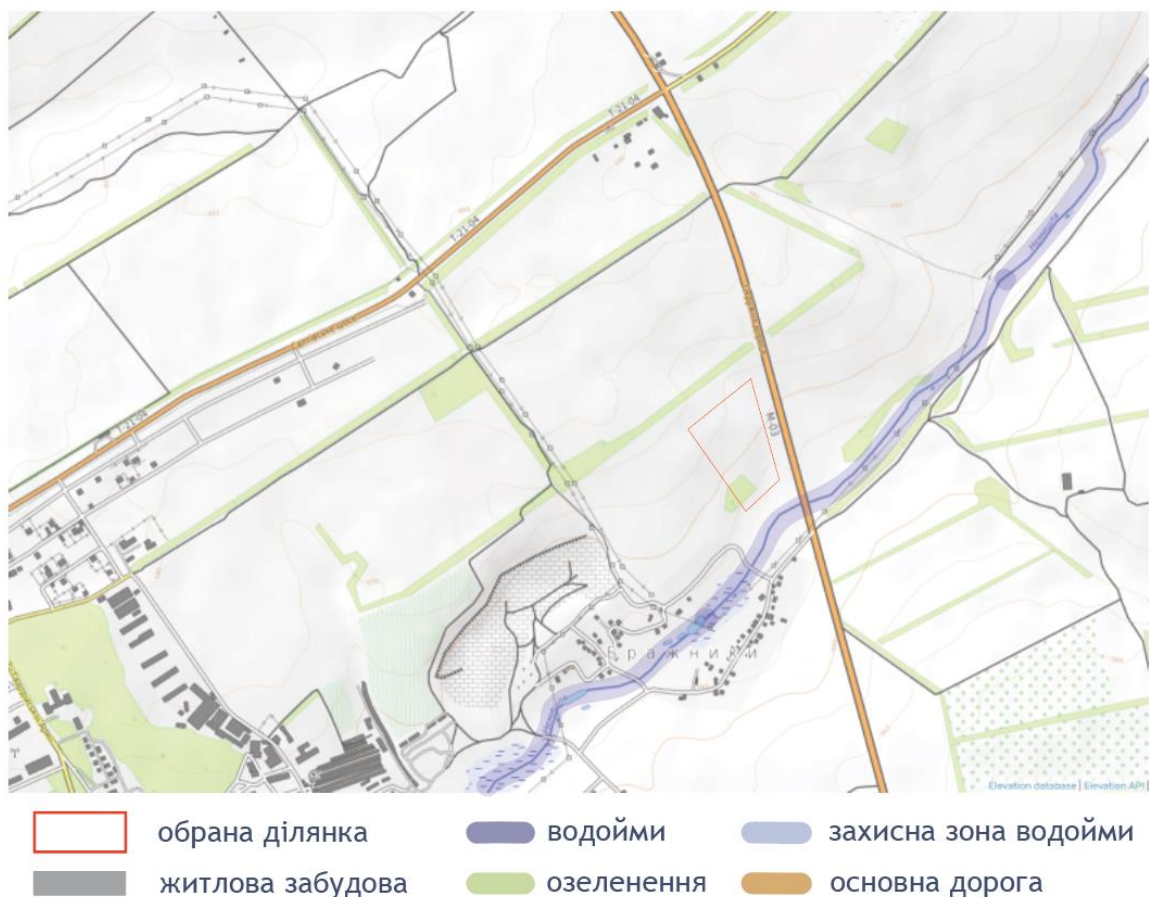 T-21-04
T-21-04
T-21-04
M-03
Бражники
Elevation database | Elevation API
обрана ділянка
водойми
захисна зона водойми
житлова забудова
озеленення
основна дорога